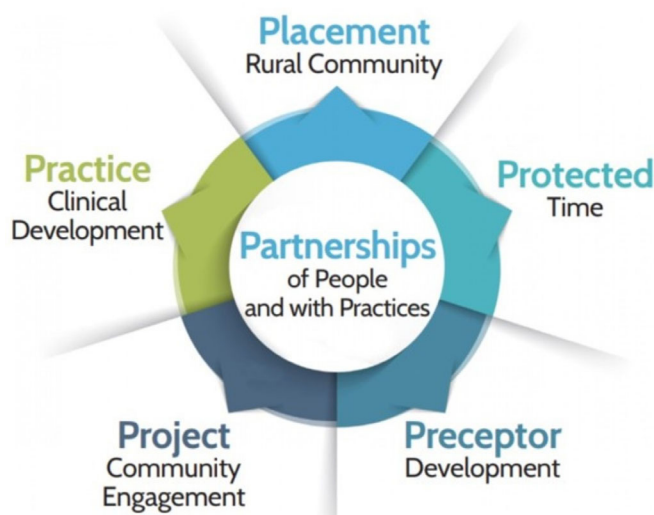 Placement
Rural Community
Protected
Time
Preceptor
Development
Project
Community
Engagement
Practice
Clinical
Development
Partnerships
of People
and with Practices